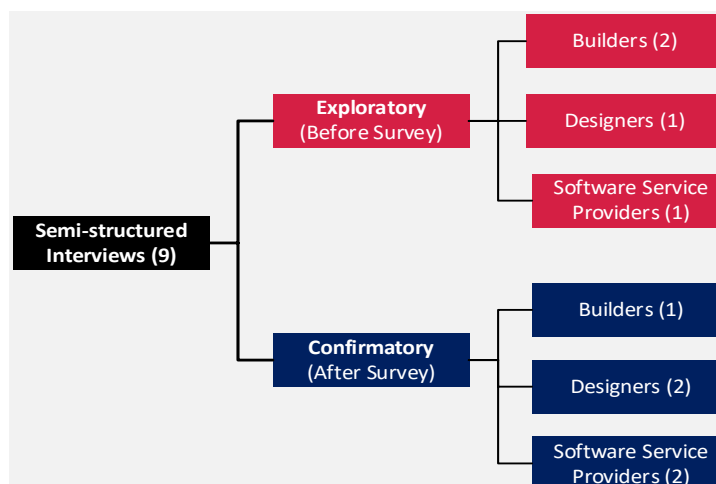 Builders (2)
Exploratory
(Before Survey)
Designers (1)
Software Service
Providers (1)
Semi-structured
Interviews (9)
Builders (1)
Confirmatory
(After Survey)
Designers (2)
Software Service
Providers (2)